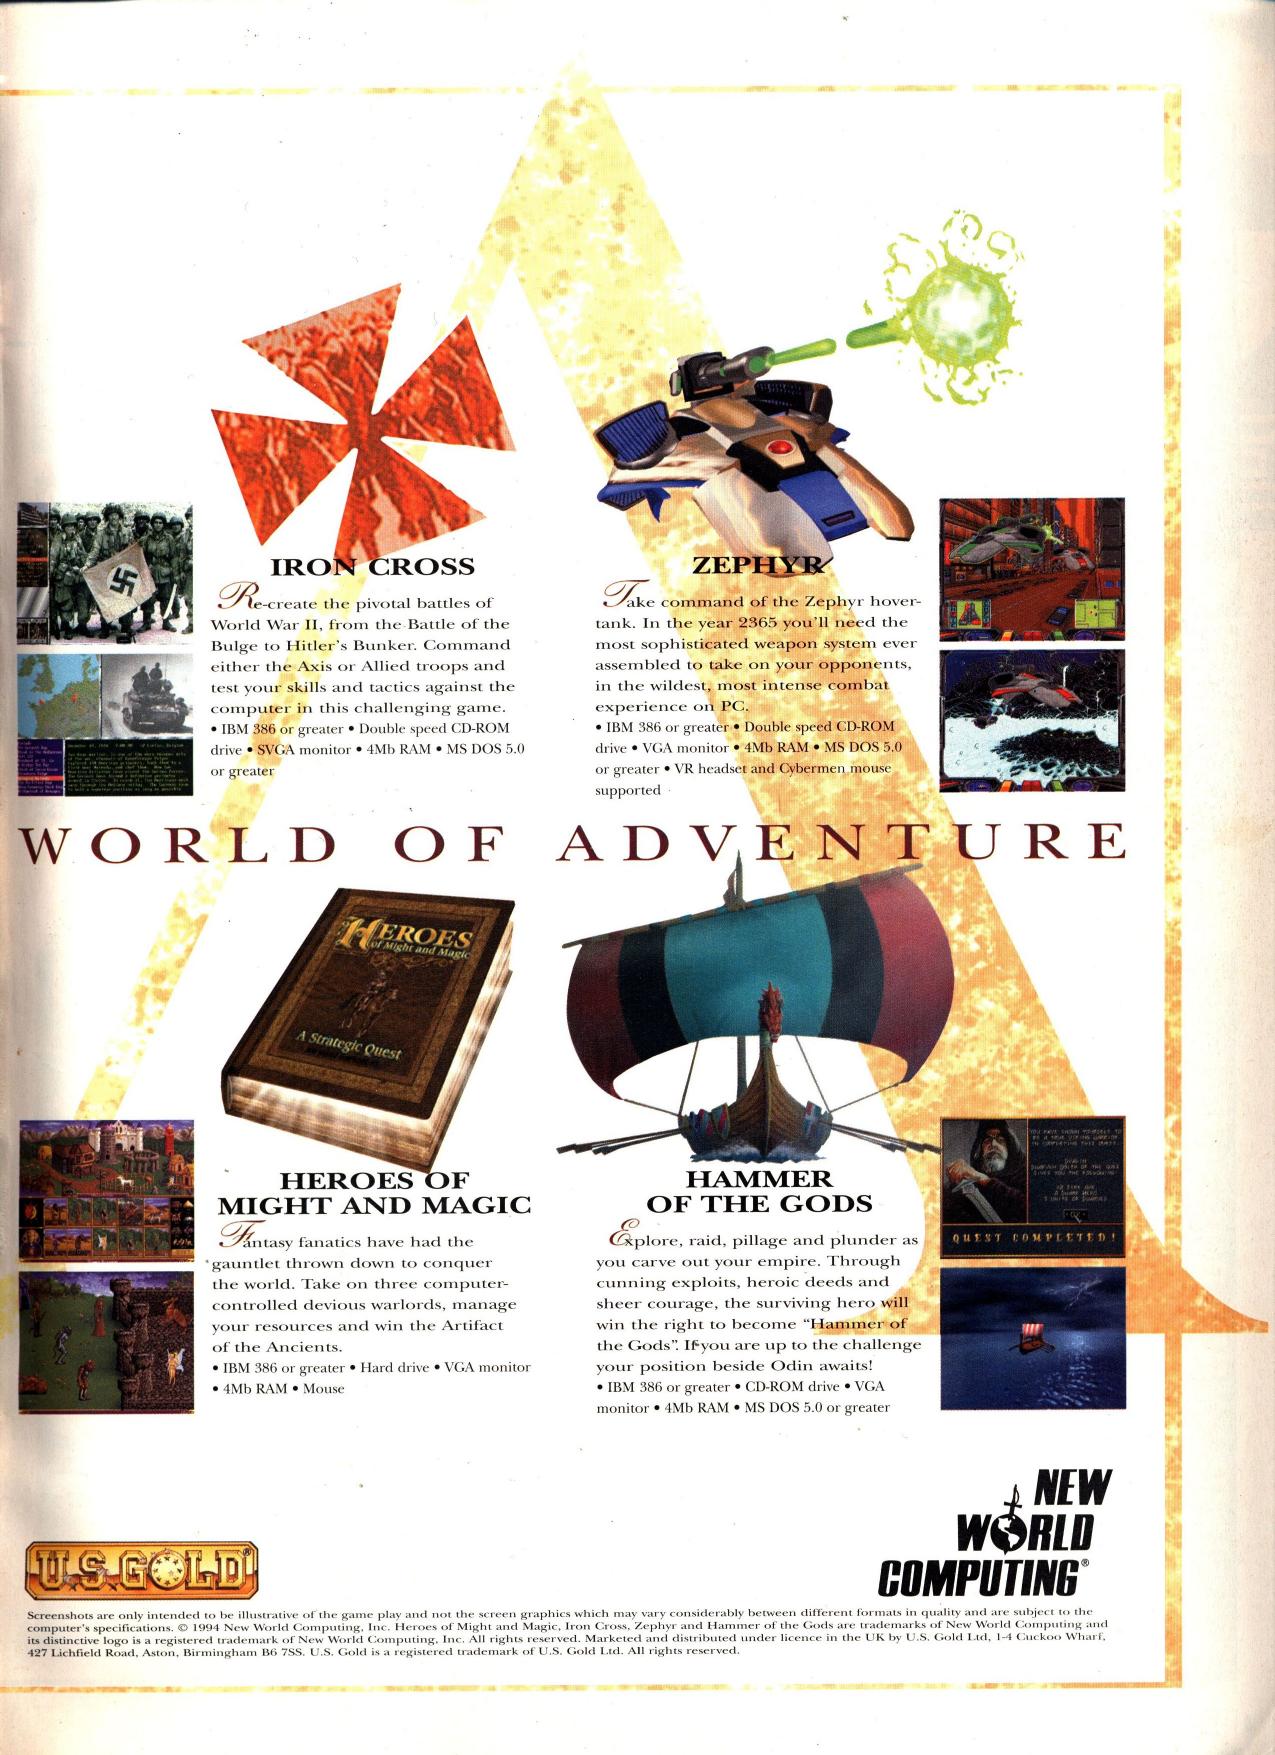 IRON CROSS
Re-create the pivotal battles of
World War II, from the Battle of the
Bulge to Hitler's Bunker. Command
either the Axis or Allied troops and
test your skills and tactics against the
computer in this challenging game.
• IBM 386 or greater • Double speed CD-ROM
drive • SVGA monitor • 4Mb RAM • MS DOS 5.0
or greater
ZEPHYR
Take command of the Zephyr hover-
tank. In the year 2365 you'll need the
most sophisticated weapon system ever
assembled to take on your opponents,
in the wildest, most intense combat
experience on PC.
• IBM 386 or greater • Double speed CD-ROM
drive • VGA monitor • 4Mb RAM • MS DOS 5.0
or greater • VR headset and Cybermen mouse
supported
WORLD OF ADVENTURE
HEROES
of Might and Magic
A Strategic Quest
HEROES OF
MIGHT AND MAGIC
Fantasy fanatics have had the
gauntlet thrown down to conquer
the world. Take on three computer-
controlled devious warlords, manage
your resources and win the Artifact
of the Ancients.
• IBM 386 or greater • Hard drive • VGA monitor
• 4Mb RAM • Mouse
HAMMER
OF THE GODS
Explore, raid, pillage and plunder as
you carve out your empire. Through
cunning exploits, heroic deeds and
sheer courage, the surviving hero will
win the right to become “Hammer of
the Gods”. If you are up to the challenge
your position beside Odin awaits!
• IBM 386 or greater • CD-ROM drive • VGA
monitor • 4Mb RAM • MS DOS 5.0 or greater
YOU HAVE SHOWN YOURSELF TO
BE A TRUE VIKING WARRIOR
IN COMPLETING THIS QUEST.
QUEST COMPLETED!
U.S. GOLD®
NEW
WORLD
COMPUTING®
Screenshots are only intended to be illustrative of the game play and not the screen graphics which may vary considerably between different formats in quality and are subject to the
computer's specifications. © 1994 New World Computing, Inc. Heroes of Might and Magic, Iron Cross, Zephyr and Hammer of the Gods are trademarks of New World Computing and
its distinctive logo is a registered trademark of New World Computing, Inc. All rights reserved. Marketed and distributed under licence in the UK by U.S. Gold Ltd, 1-4 Cuckoo Wharf,
427 Lichfield Road, Aston, Birmingham B6 7SS. U.S. Gold is a registered trademark of U.S. Gold Ltd. All rights reserved.